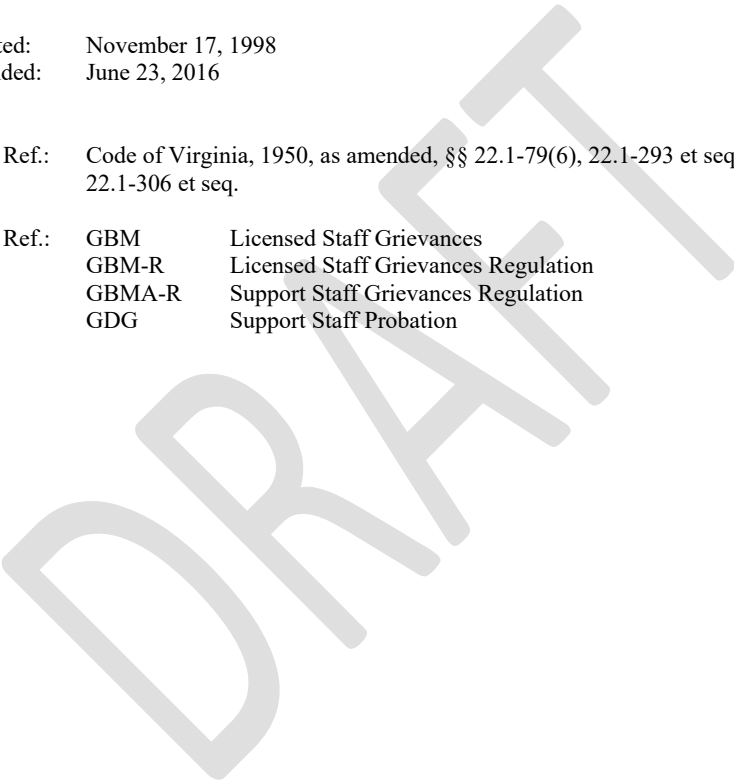 ted: November 17, 1998
ded: June 23, 2016
Ref.: Code of Virginia, 1950, as amended, §§ 22.1-79(6), 22.1-293 et seq
22.1-306 et seq.
Ref.: GBM Licensed Staff Grievances
GBM-R Licensed Staff Grievances Regulation
GBMA-R Support Staff Grievances Regulation
GDG Support Staff Probation
DRAFT